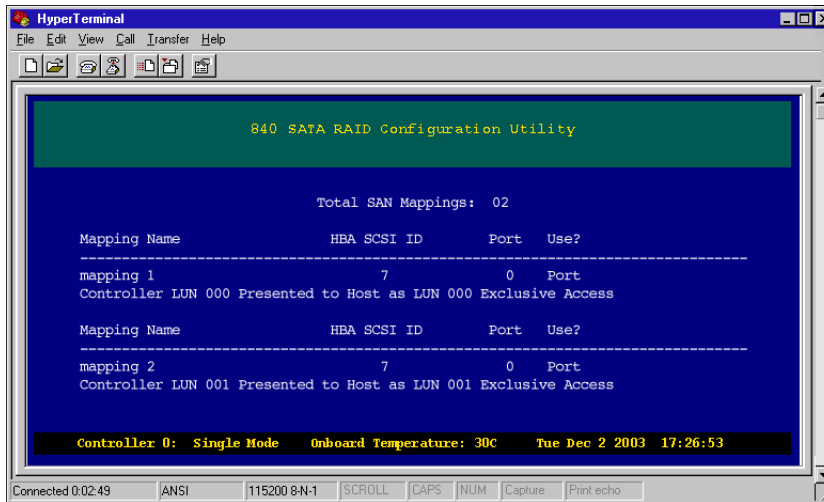 HyperTerminal
File Edit View Call Transfer Help
840 SATA RAID Configuration Utility
Total SAN Mappings: 02
Mapping Name HBA SCSI ID Port Use?
mapping 1 7 0 Port
Controller LUN 000 Presented to Host as LUN 000 Exclusive Access
Mapping Name HBA SCSI ID Port Use?
mapping 2 7 0 Port
Controller LUN 001 Presented to Host as LUN 001 Exclusive Access
Controller 0: Single Mode Onboard Temperature: 30C Tue Dec 2 2003 17:26:53
Connected 0:02:49 ANSI 115200 8-N-1 SCROLL CAPS NUM Capture Print echo